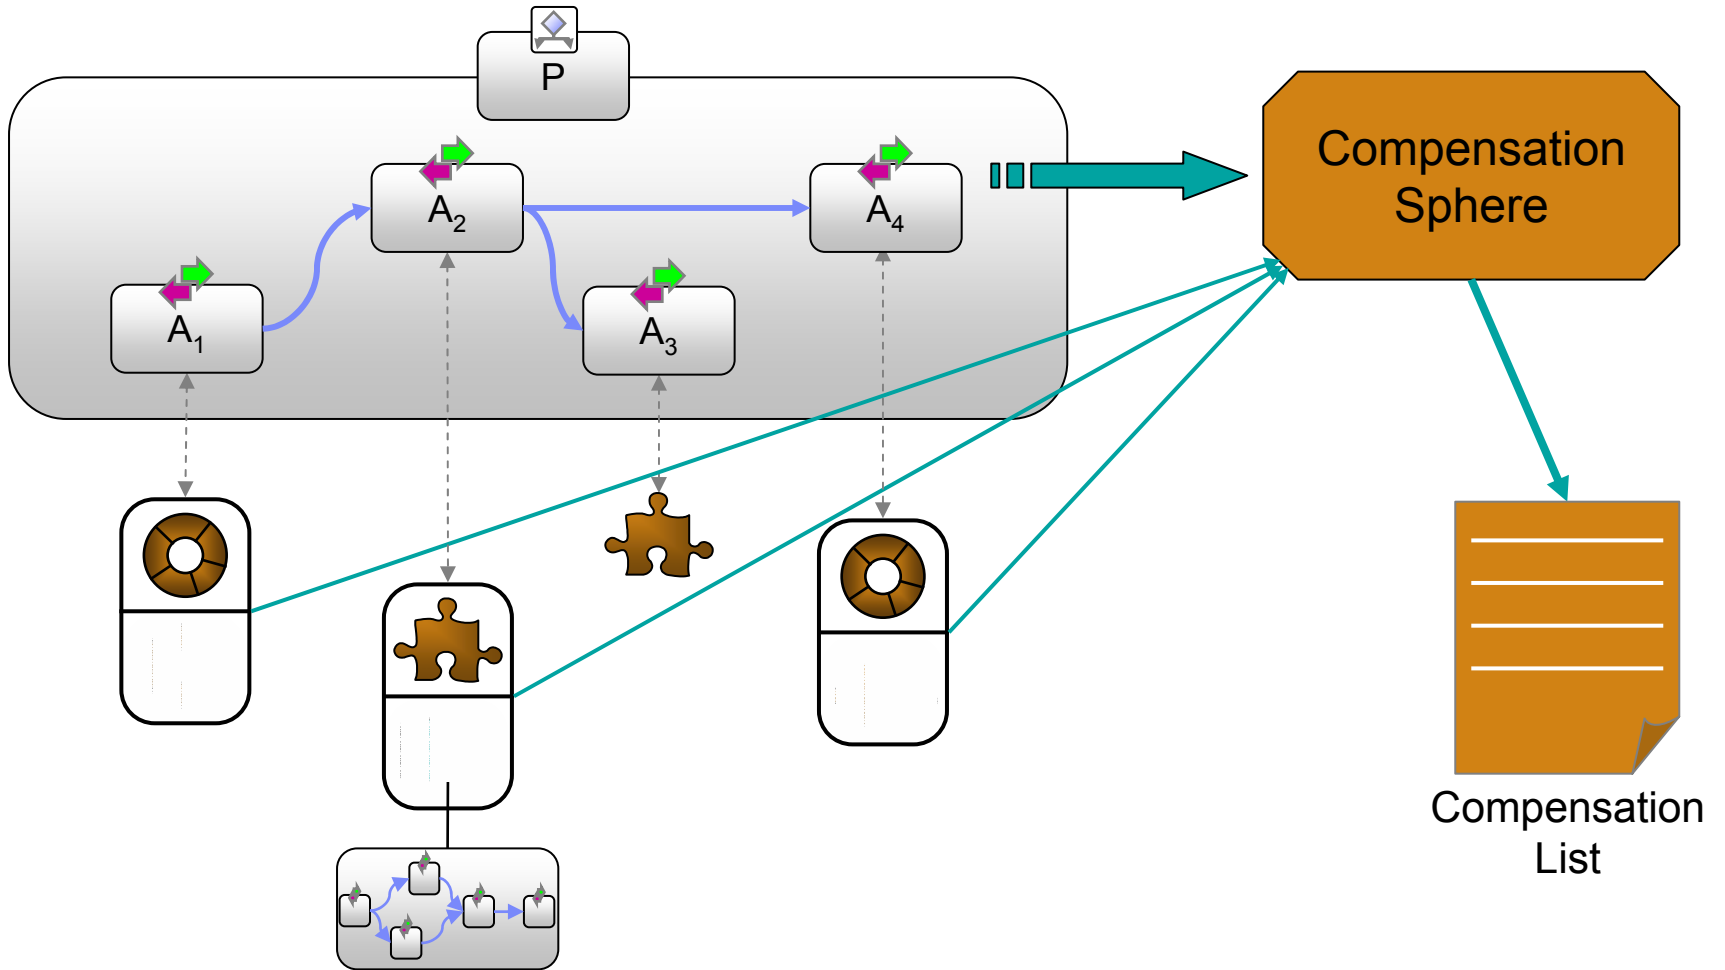 P
A₂
A₄
A₁
A₃
Compensation
Sphere
Compensation
List